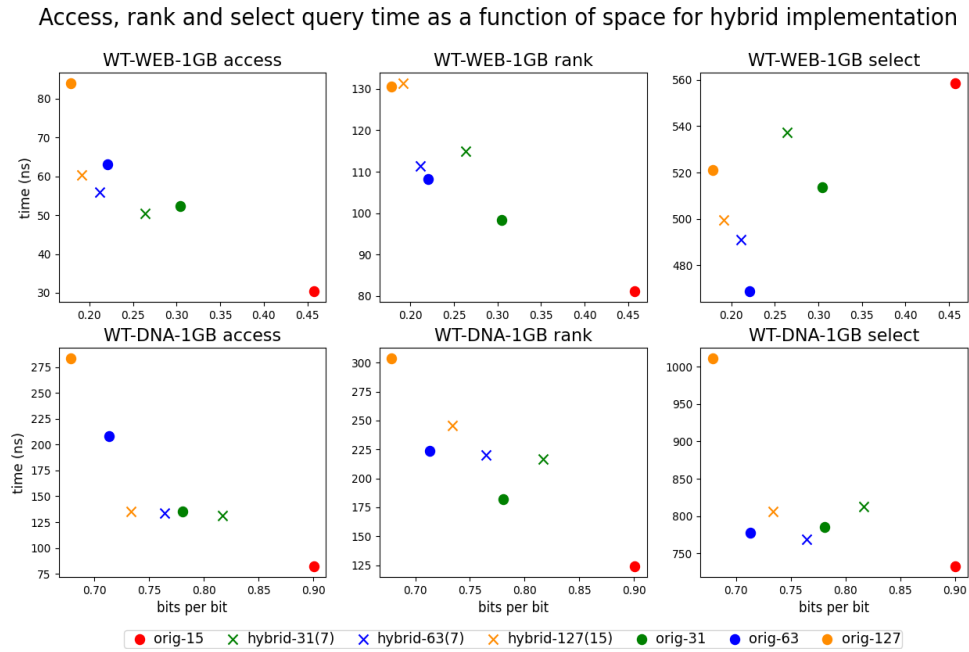 Access, rank and select query time as a function of space for hybrid implementation
WT-WEB-1GB access
time (ns)
80
70
60
50
40
30
0.20 0.25 0.30 0.35 0.40 0.45
WT-WEB-1GB rank
130
120
110
100
90
80
0.20 0.25 0.30 0.35 0.40 0.45
WT-WEB-1GB select
560
540
520
500
480
0.20 0.25 0.30 0.35 0.40 0.45
WT-DNA-1GB access
time (ns)
275
250
225
200
175
150
125
100
75
0.70 0.75 0.80 0.85 0.90
bits per bit
WT-DNA-1GB rank
300
275
250
225
200
175
150
125
0.70 0.75 0.80 0.85 0.90
bits per bit
WT-DNA-1GB select
1000
950
900
850
800
750
0.70 0.75 0.80 0.85 0.90
bits per bit
orig-15 hybrid-31(7) hybrid-63(7) hybrid-127(15) orig-31 orig-63 orig-127